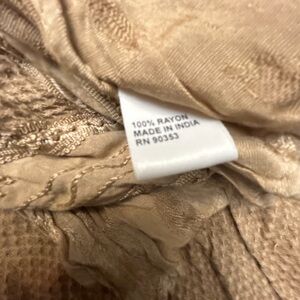 100% RAYON
MADE IN INDIA
RN 90353